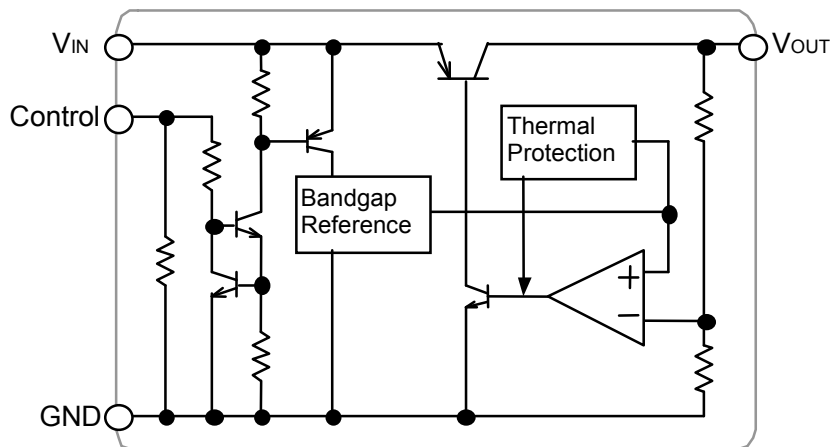 VIN
VOUT
Control
Thermal
Protection
Bandgap
Reference
+
−
GND